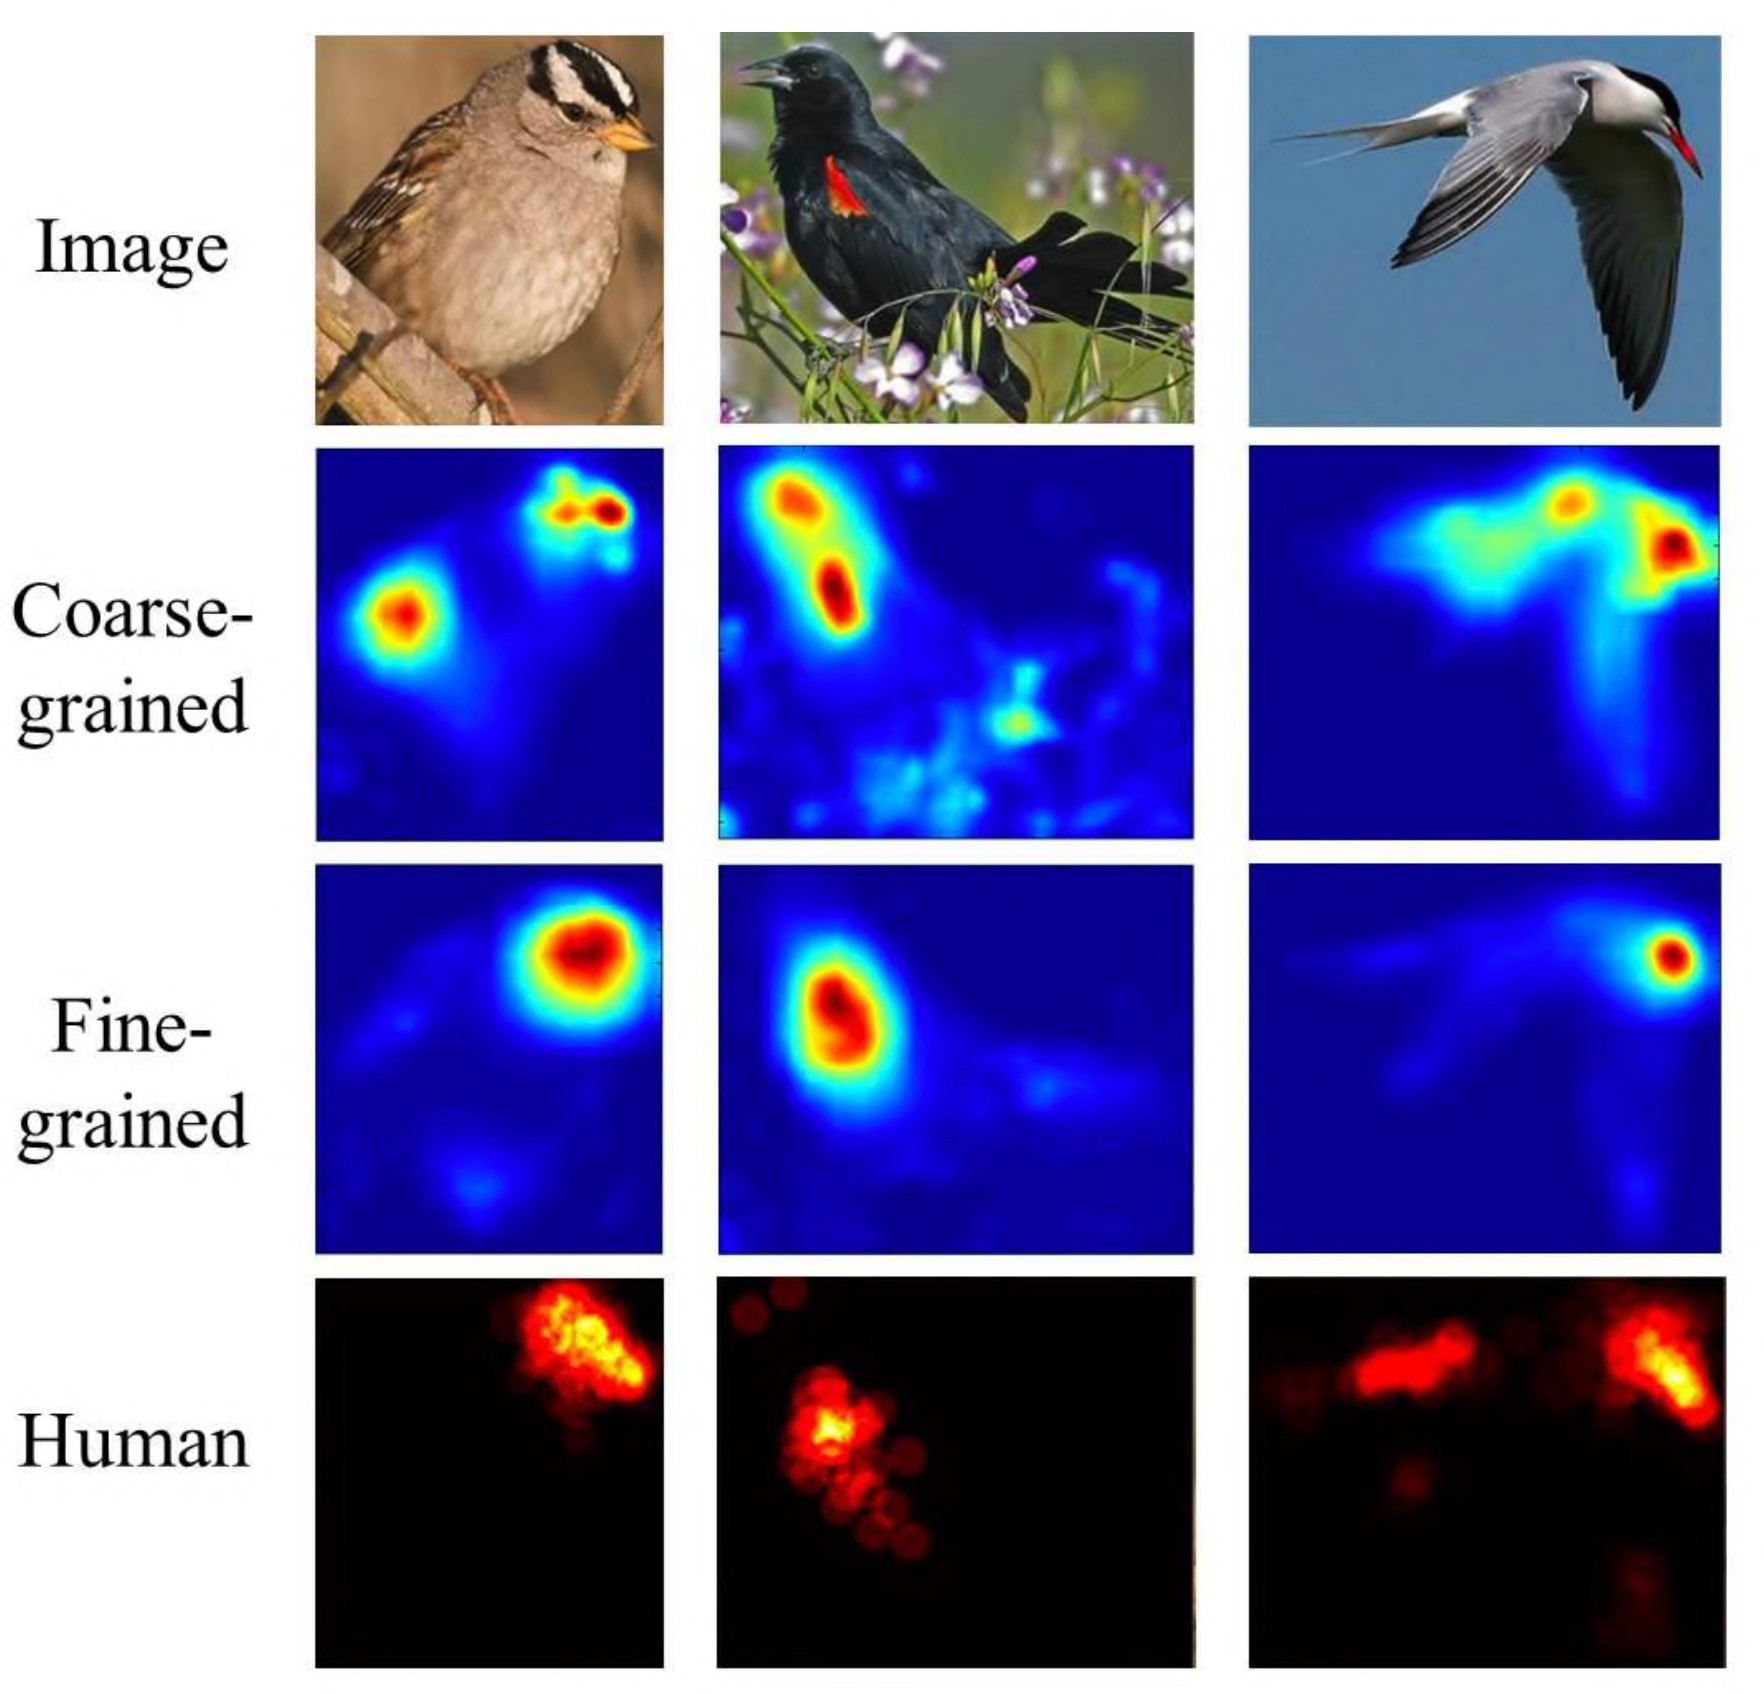 Image
Coarse-
grained
Fine-
grained
Human